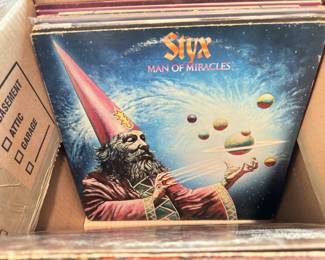 Styx
MAN OF MIRACLES
BASEMENT
ATTIC
GARAGE